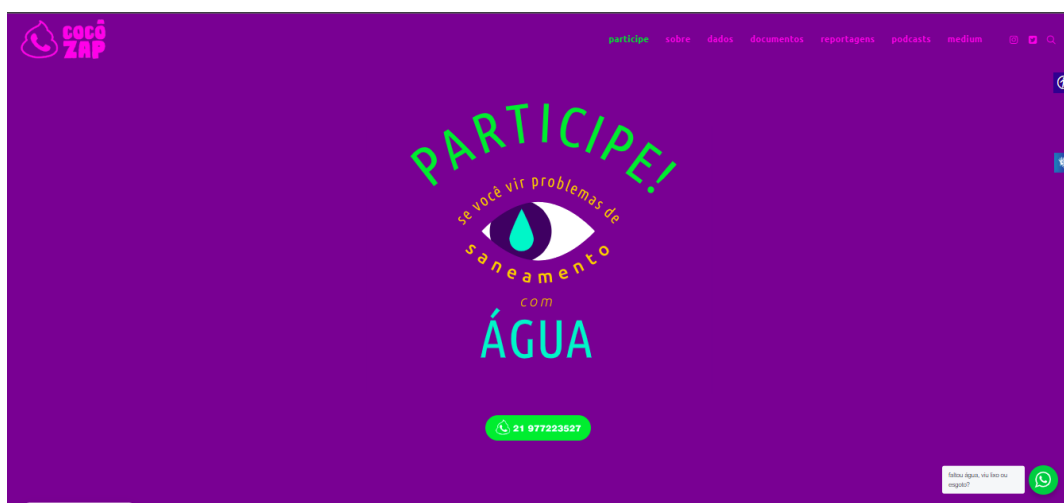 COCÔ
ZAP
participe sobre dados documentos reportagens podcasts medium
PARTICIPE!
se você vir problemas de
saneamento
com
ÁGUA
21 977223527
faltou água, viu lixo ou
esgoto?